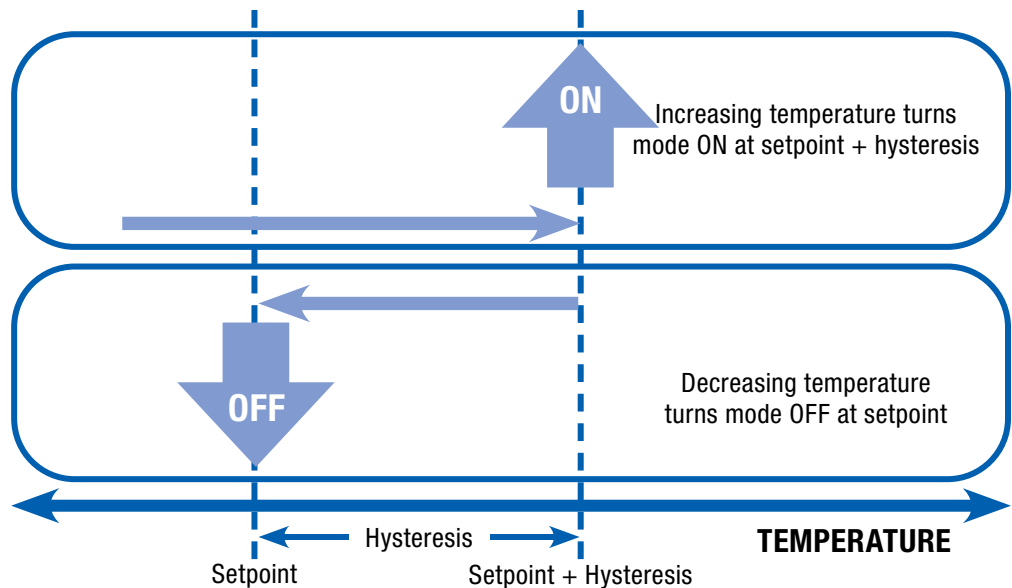 ON
Increasing temperature turns
mode ON at setpoint + hysteresis
OFF
Decreasing temperature
turns mode OFF at setpoint
Hysteresis
TEMPERATURE
Setpoint
Setpoint + Hysteresis